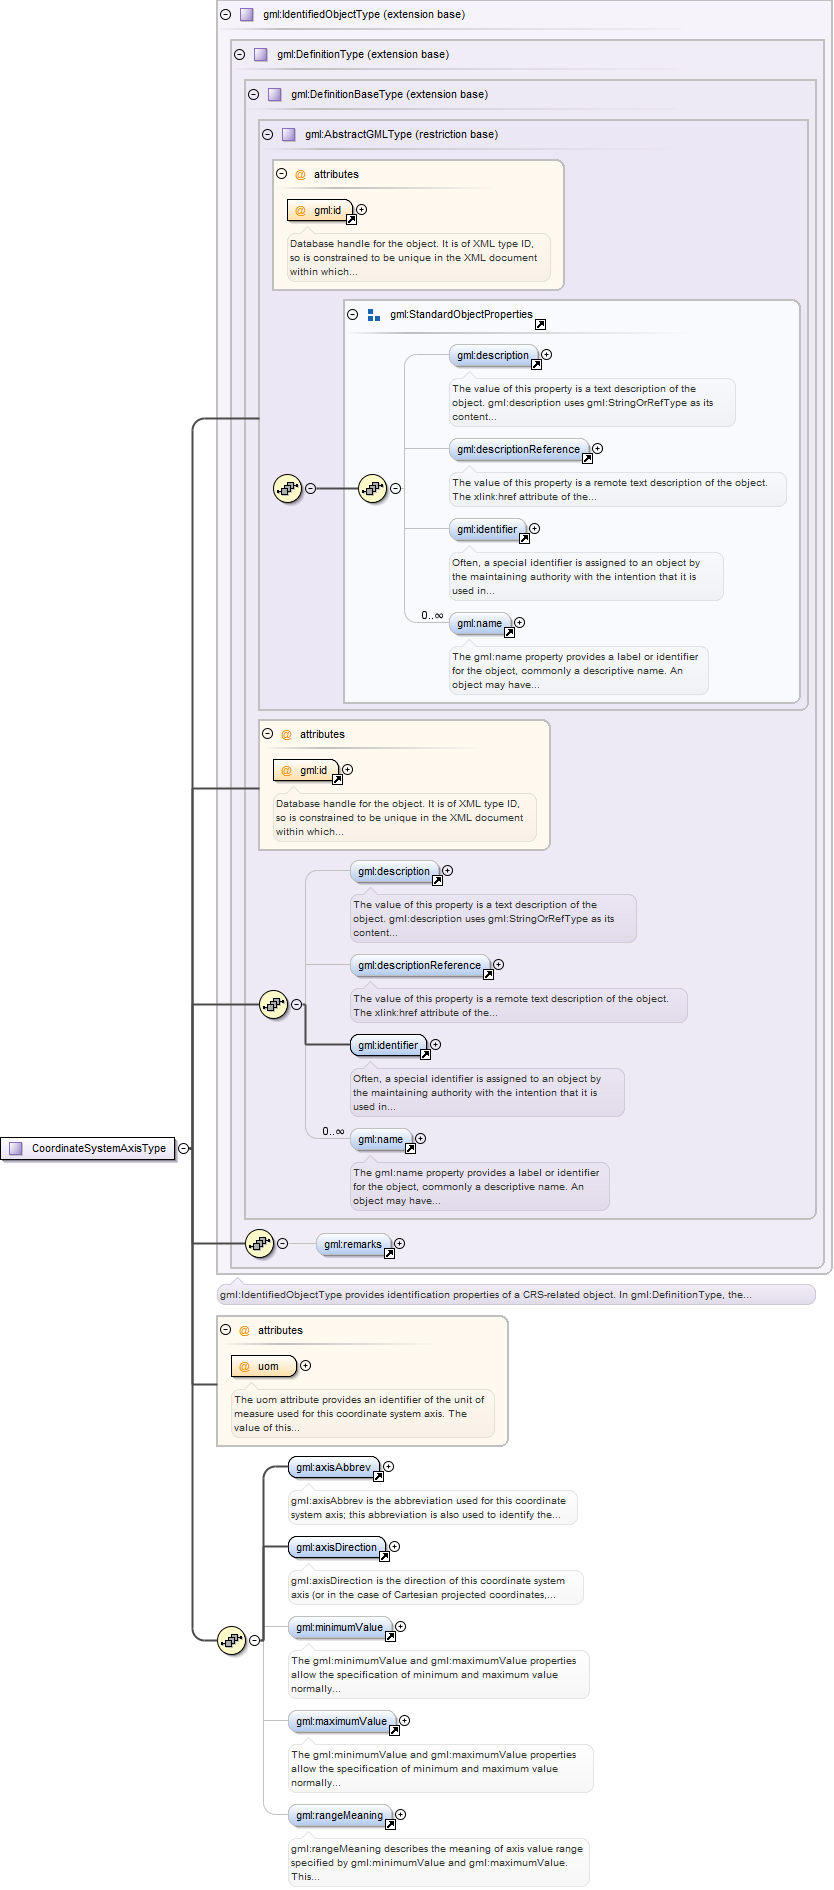 gml:IdentifiedObjectType (extension base)
gml:DefinitionType (extension base)
gml:DefinitionBaseType (extension base)
gml:AbstractGMLType (restriction base)
@ attributes
@ gml:id
Database handle for the object. It is of XML type ID,
so is constrained to be unique in the XML document
within which...
gml:StandardObjectProperties
gml:description
The value of this property is a text description of the
object. gml:description uses gml:StringOrRefType as its
content...
gml:descriptionReference
The value of this property is a remote text description of the object.
The xlink:href attribute of the...
gml:identifier
Often, a special identifier is assigned to an object by
the maintaining authority with the intention that it is
used in...
0..∞
gml:name
The gml:name property provides a label or identifier
for the object, commonly a descriptive name. An
object may have...
@ attributes
@ gml:id
Database handle for the object. It is of XML type ID,
so is constrained to be unique in the XML document
within which...
gml:description
The value of this property is a text description of the
object. gml:description uses gml:StringOrRefType as its
content...
gml:descriptionReference
The value of this property is a remote text description of the object.
The xlink:href attribute of the...
gml:identifier
Often, a special identifier is assigned to an object by
the maintaining authority with the intention that it is
used in...
0..∞
gml:name
The gml:name property provides a label or identifier
for the object, commonly a descriptive name. An
object may have...
CoordinateSystemAxisType
gml:remarks
gml:IdentifiedObjectType provides identification properties of a CRS-related object. In gml:DefinitionType, the...
@ attributes
@ uom
The uom attribute provides an identifier of the unit of
measure used for this coordinate system axis. The
value of this...
gml:axisAbbrev
gml:axisAbbrev is the abbreviation used for this coordinate
system axis; this abbreviation is also used to identify the...
gml:axisDirection
gml:axisDirection is the direction of this coordinate system
axis (or in the case of Cartesian projected coordinates,...
gml:minimumValue
The gml:minimumValue and gml:maximumValue properties
allow the specification of minimum and maximum value
normally...
gml:maximumValue
The gml:minimumValue and gml:maximumValue properties
allow the specification of minimum and maximum value
normally...
gml:rangeMeaning
gml:rangeMeaning describes the meaning of axis value range
specified by gml:minimumValue and gml:maximumValue.
This...